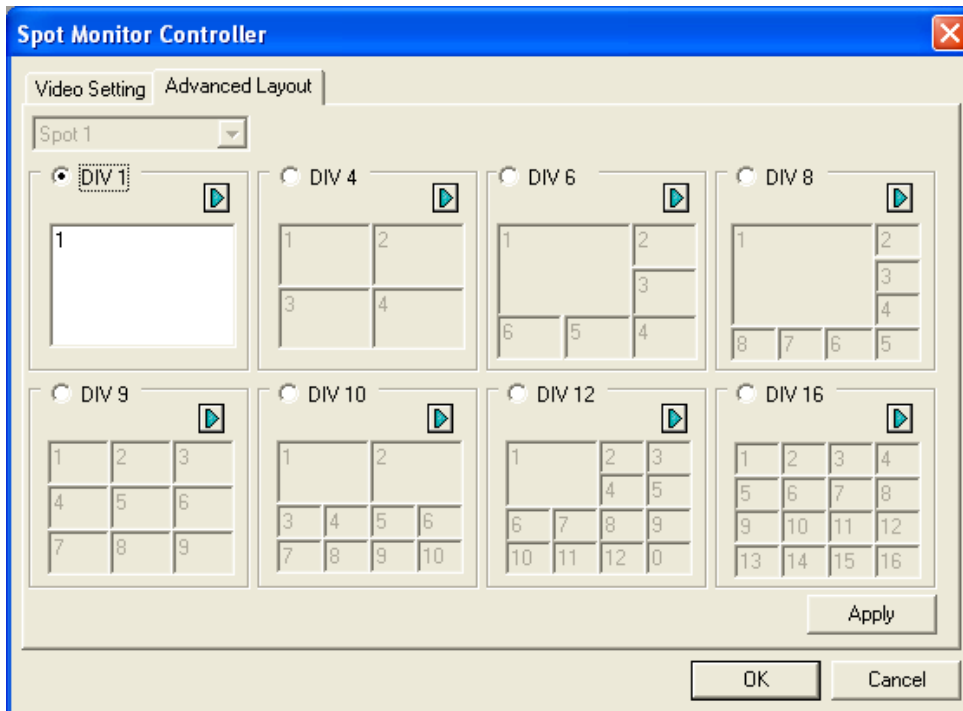 Spot Monitor Controller
Video Setting Advanced Layout
Spot 1
DIV 1
1
DIV 4
1 2
3 4
DIV 6
1 2
3
6 5 4
DIV 8
1 2
3
4
8 7 6 5
DIV 9
1 2 3
4 5 6
7 8 9
DIV 10
1 2
3 4 5 6
7 8 9 10
DIV 12
1 2 3
4 5
6 7 8 9
10 11 12 0
DIV 16
1 2 3 4
5 6 7 8
9 10 11 12
13 14 15 16
Apply
OK Cancel